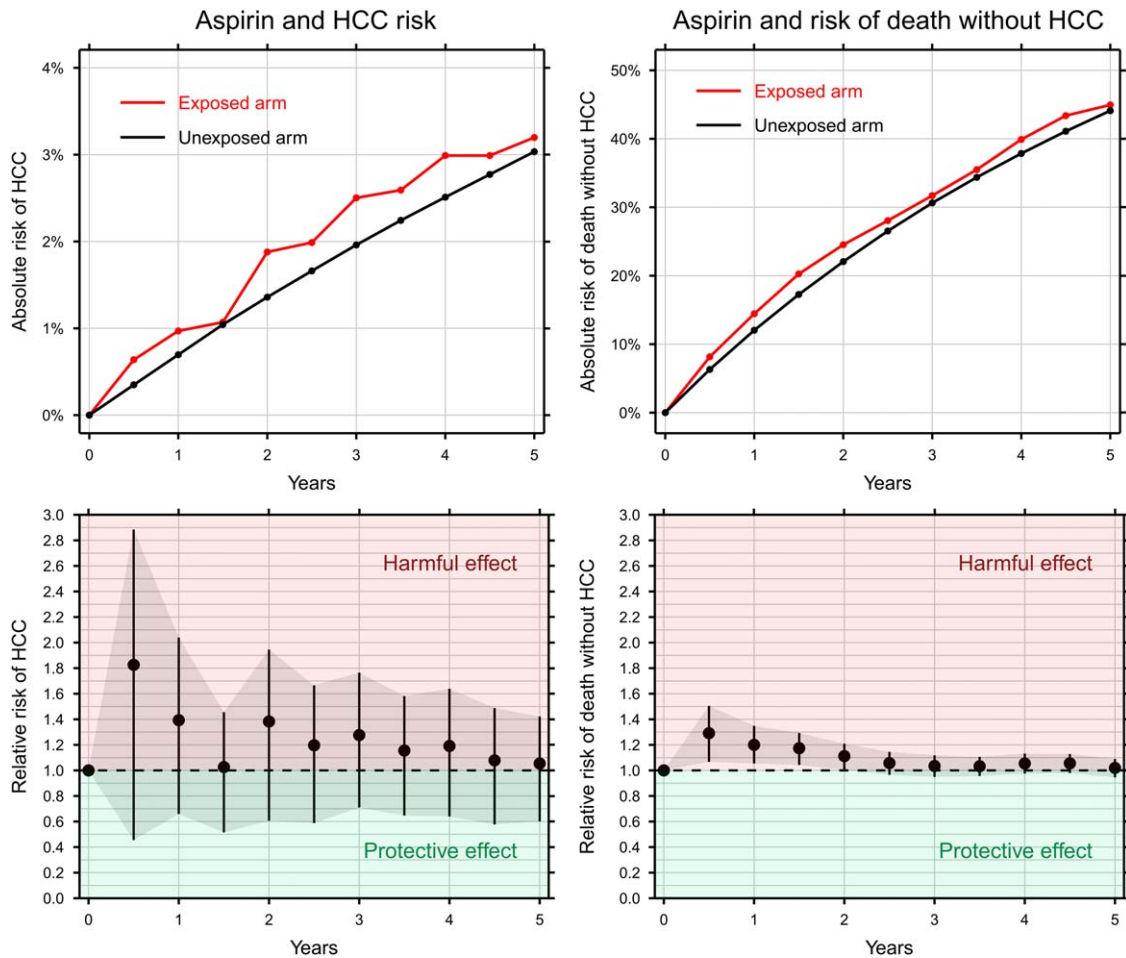 Aspirin and HCC risk
4%
3%
2%
1%
0%
Absolute risk of HCC
Exposed arm
Unexposed arm
0 1 2 3 4 5
Years
Aspirin and risk of death without HCC
50%
40%
30%
20%
10%
0%
Absolute risk of death without HCC
Exposed arm
Unexposed arm
0 1 2 3 4 5
Years
3.0
2.8
2.6
2.4
2.2
2.0
1.8
1.6
1.4
1.2
1.0
0.8
0.6
0.4
0.2
0.0
Relative risk of HCC
Harmful effect
Protective effect
0 1 2 3 4 5
Years
3.0
2.8
2.6
2.4
2.2
2.0
1.8
1.6
1.4
1.2
1.0
0.8
0.6
0.4
0.2
0.0
Relative risk of death without HCC
Harmful effect
Protective effect
0 1 2 3 4 5
Years